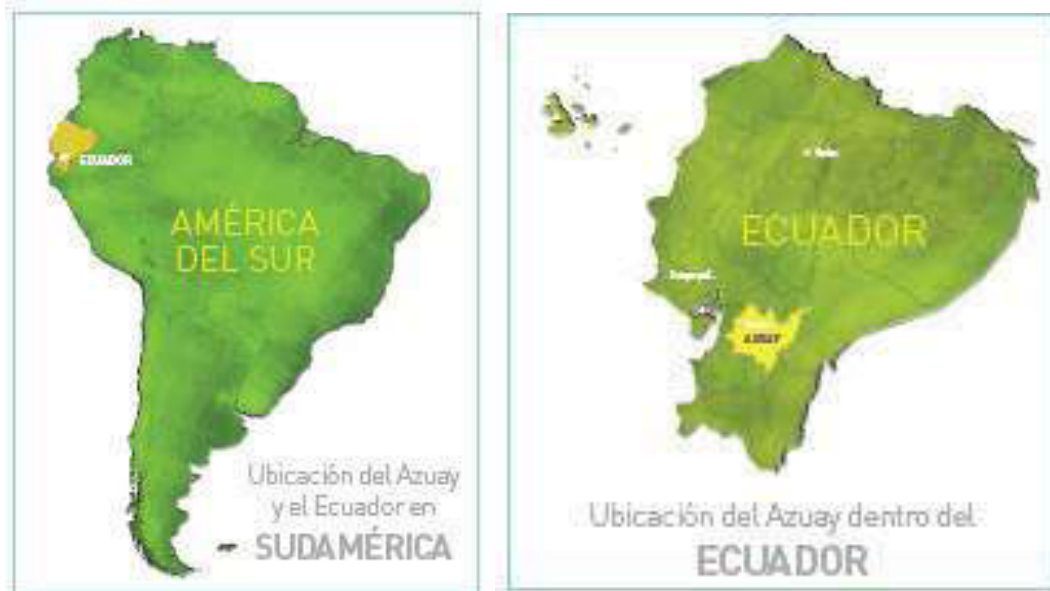 ECUADOR
AMÉRICA
DEL SUR
Ubicación del Azuay
y el Ecuador en
SUDAMÉRICA
ECUADOR
AZUAY
Ubicación del Azuay dentro del
ECUADOR